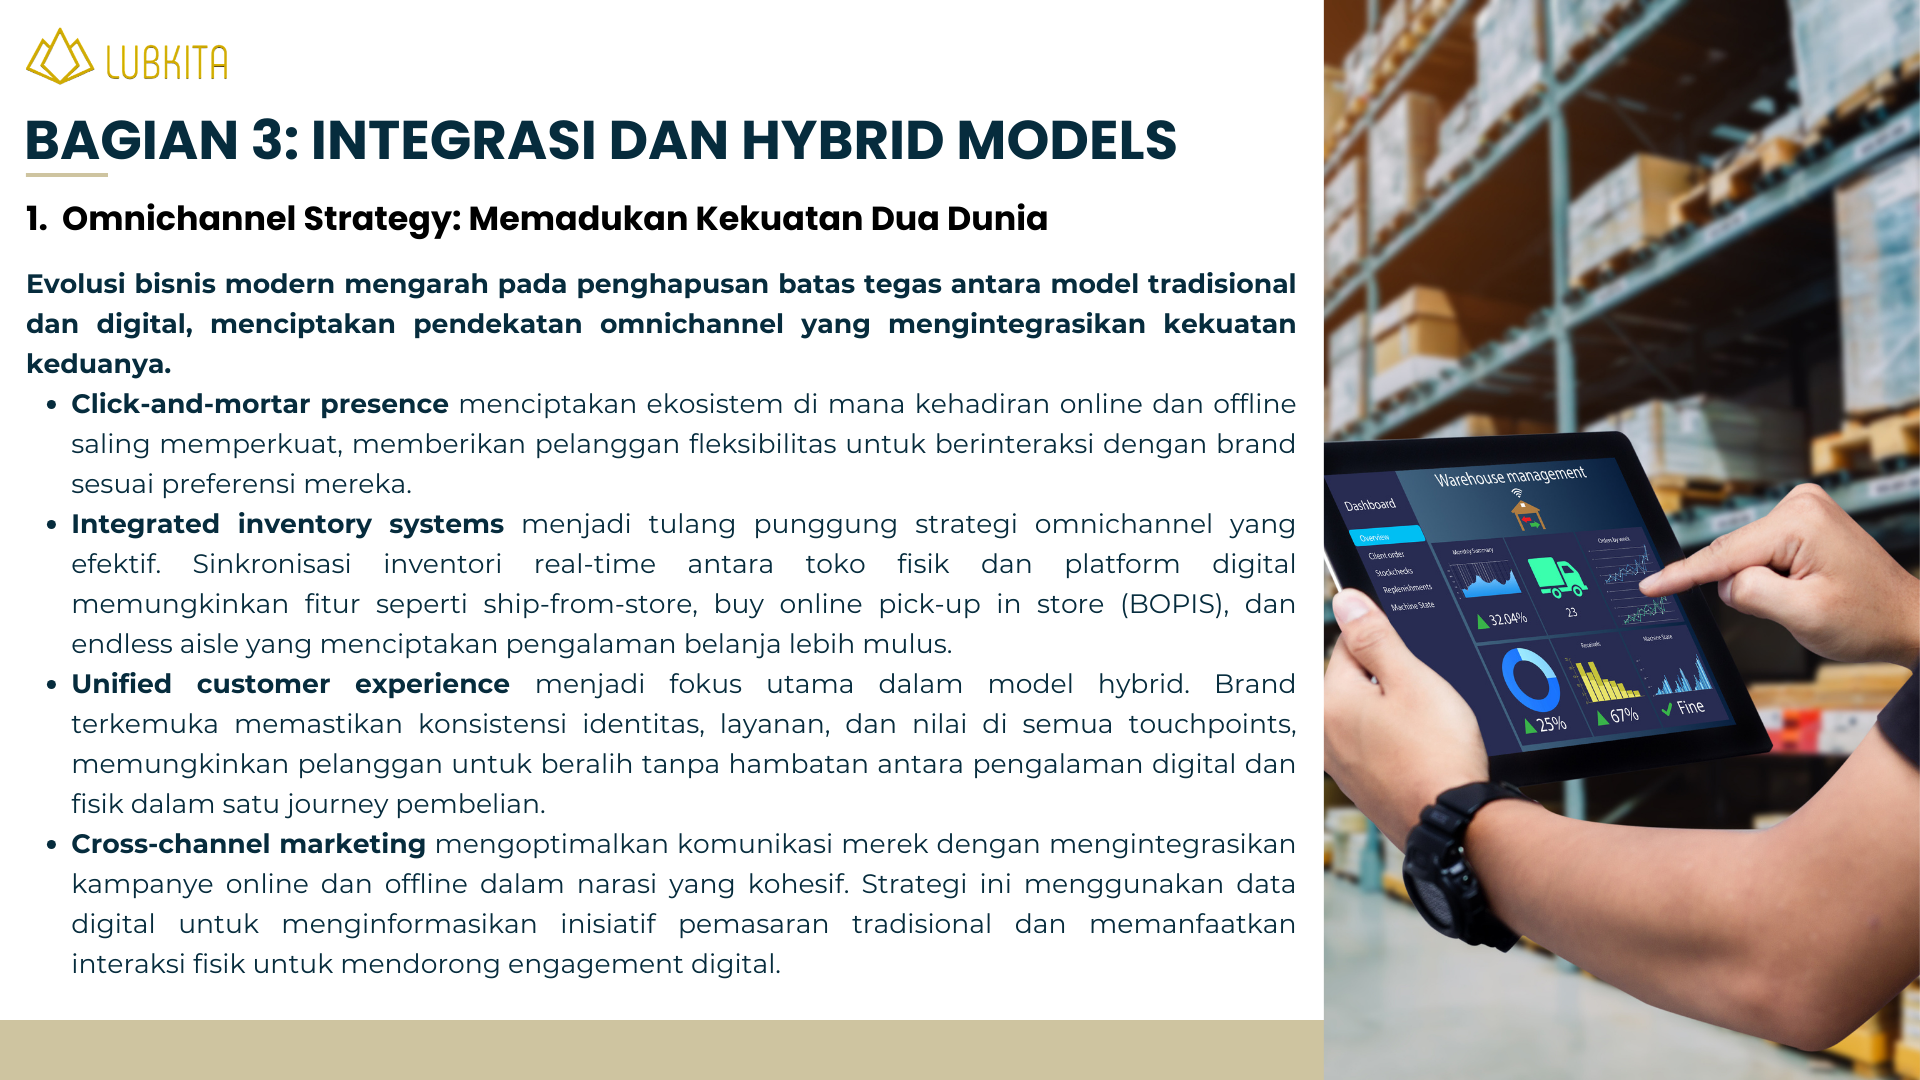 LUBKITA
BAGIAN 3: INTEGRASI DAN HYBRID MODELS
1. Omnichannel Strategy: Memadukan Kekuatan Dua Dunia
Evolusi bisnis modern mengarah pada penghapusan batas tegas antara model tradisional
dan digital, menciptakan pendekatan omnichannel yang mengintegrasikan kekuatan
keduanya.
• Click-and-mortar presence menciptakan ekosistem di mana kehadiran online dan offline
saling memperkuat, memberikan pelanggan fleksibilitas untuk berinteraksi dengan brand
sesuai preferensi mereka.
• Integrated inventory systems menjadi tulang punggung strategi omnichannel yang
efektif. Sinkronisasi inventori real-time antara toko fisik dan platform digital
memungkinkan fitur seperti ship-from-store, buy online pick-up in store (BOPIS), dan
endless aisle yang menciptakan pengalaman belanja lebih mulus.
• Unified customer experience menjadi fokus utama dalam model hybrid. Brand
terkemuka memastikan konsistensi identitas, layanan, dan nilai di semua touchpoints,
memungkinkan pelanggan untuk beralih tanpa hambatan antara pengalaman digital dan
fisik dalam satu journey pembelian.
• Cross-channel marketing mengoptimalkan komunikasi merek dengan mengintegrasikan
kampanye online dan offline dalam narasi yang kohesif. Strategi ini menggunakan data
digital untuk menginformasikan inisiatif pemasaran tradisional dan memanfaatkan
interaksi fisik untuk mendorong engagement digital.
Warehouse management
Dashboard
Overview
Client order
Stockchecks
Replenishments
Machine State
Monthly Summary
32.04%
23
Orders by week
25%
Receivals
67%
Machine State
Fine